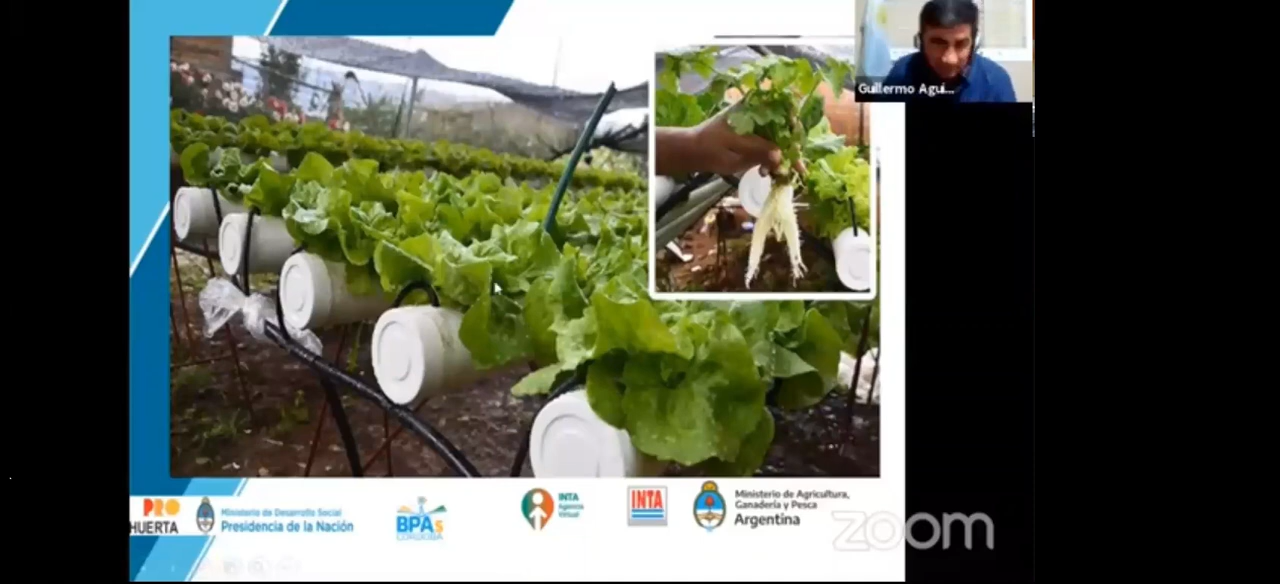 Guillermo Agui...
PRO
HUERTA
Ministerio de Desarrollo Social
Presidencia de la Nación
BPAs
CÓRDOBA
INTA
Agencia
Virtual
INTA
Ministerio de Agricultura,
Ganadería y Pesca
Argentina
zoom